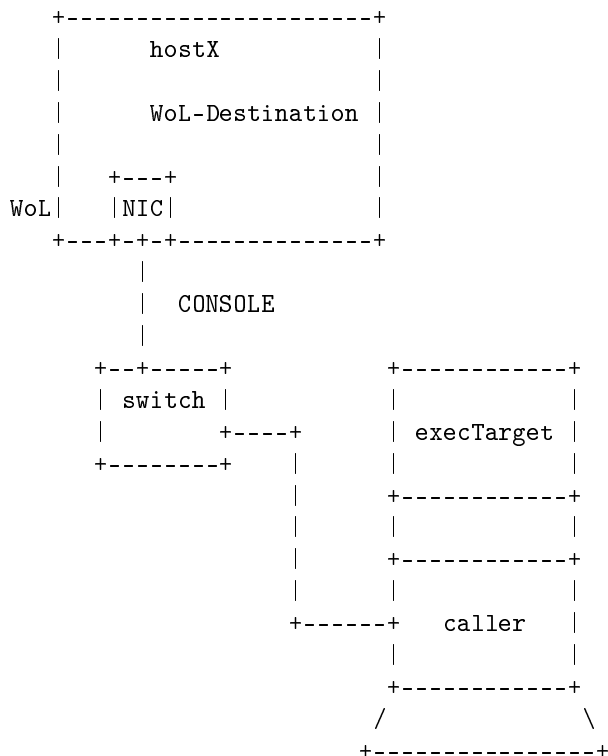 hostX
WoL-Destination
WoL NIC
CONSOLE
switch
execTarget
caller